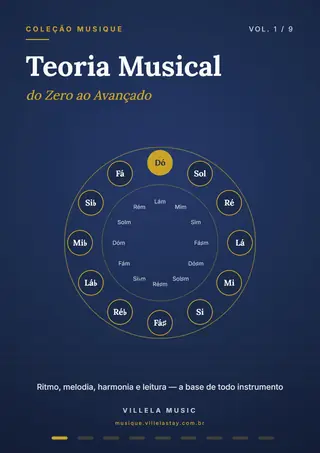 COLEÇÃO MUSIQUE
VOL. 1 / 9
Teoria Musical
do Zero ao Avançado
Dó
Fá
Sol
Si♭
Ré
Mi♭
Lá
Lá♭
Mi
Ré♭
Si
Fá♯
Lám
Rém
Mim
Solm
Sim
Dóm
Fá♯m
Fám
Dó♯m
Si♭m
Sol♯m
Ré♯m
Ritmo, melodia, harmonia e leitura — a base de todo instrumento
VILLELA MUSIC
musique.villelastay.com.br